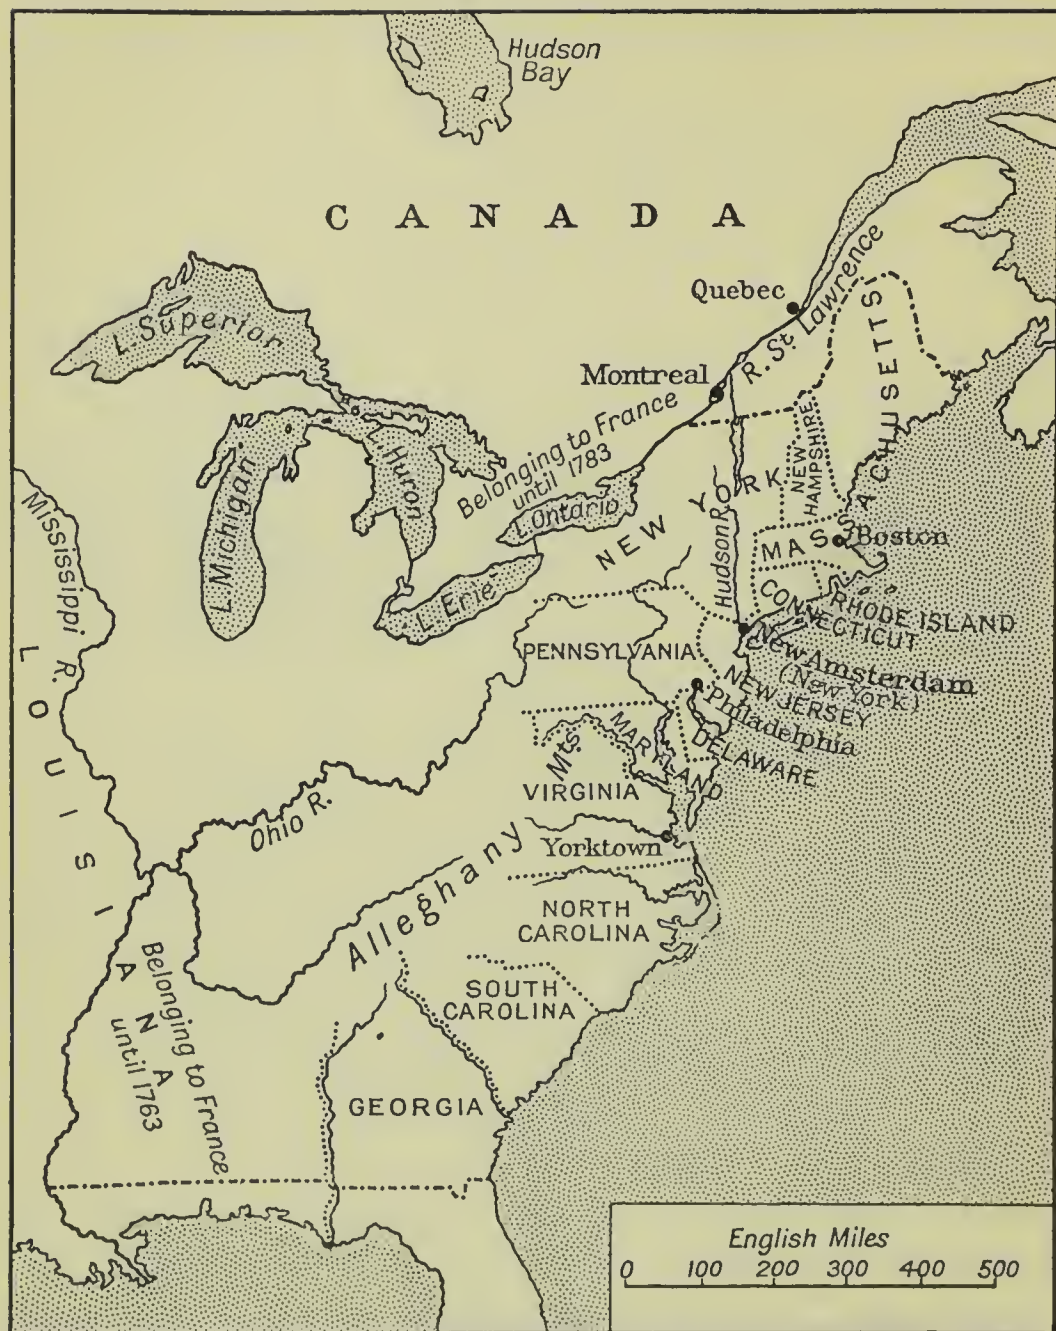 Hudson
Bay
CANADA
Quebec
R. St. Lawrence
L. Superior
Montreal
Belonging to France
until 1783
L. Huron
L. Michigan
L. Ontario
L. Erie
NEW YORK
NEW
HAMPSHIRE
MASSACHUSETTS
Boston
Hudson R.
CONNECTICUT
RHODE ISLAND
New Amsterdam
(New York)
PENNSYLVANIA
NEW JERSEY
Philadelphia
DELAWARE
MARYLAND
Mississippi R.
LOUISIANA
Ohio R.
VIRGINIA
Yorktown
Alleghany Mts.
NORTH
CAROLINA
SOUTH
CAROLINA
Belonging to France
until 1763
GEORGIA
English Miles
0 100 200 300 400 500